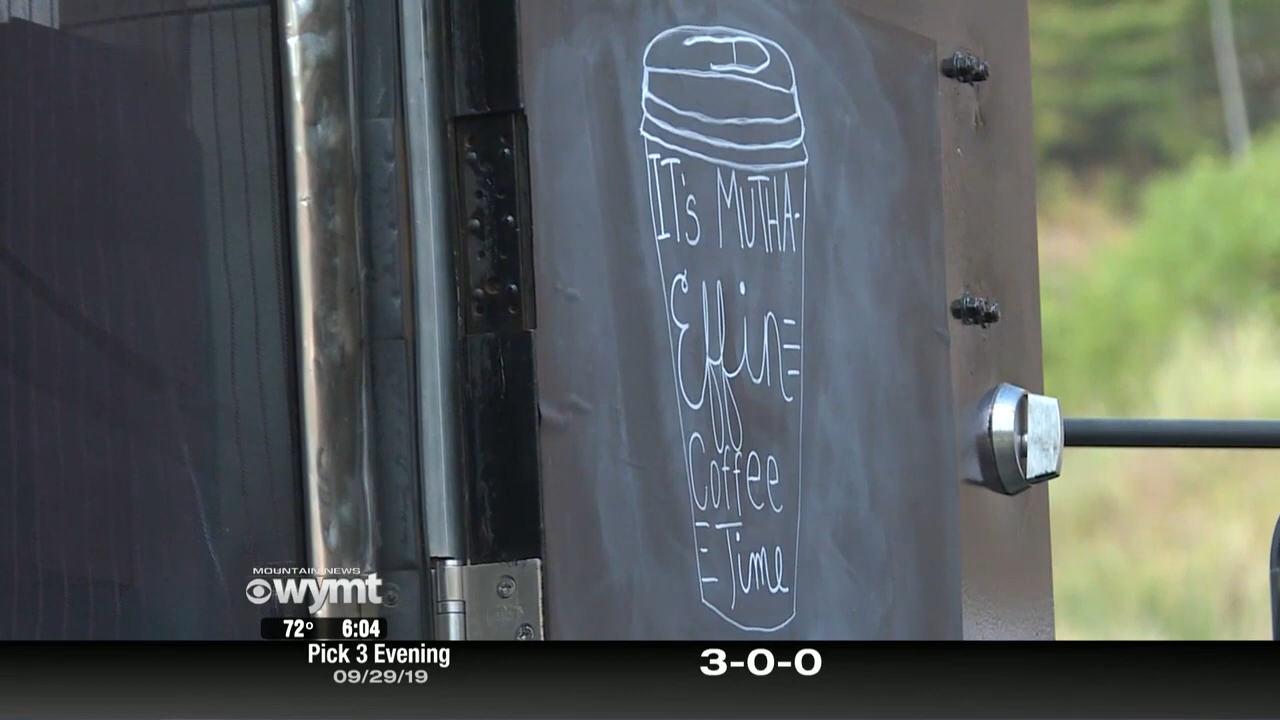 IT's MUTHA-
Effin
Coffee
Time
MOUNTAIN NEWS
wymt
72° 6:04
Pick 3 Evening
09/29/19
3-0-0